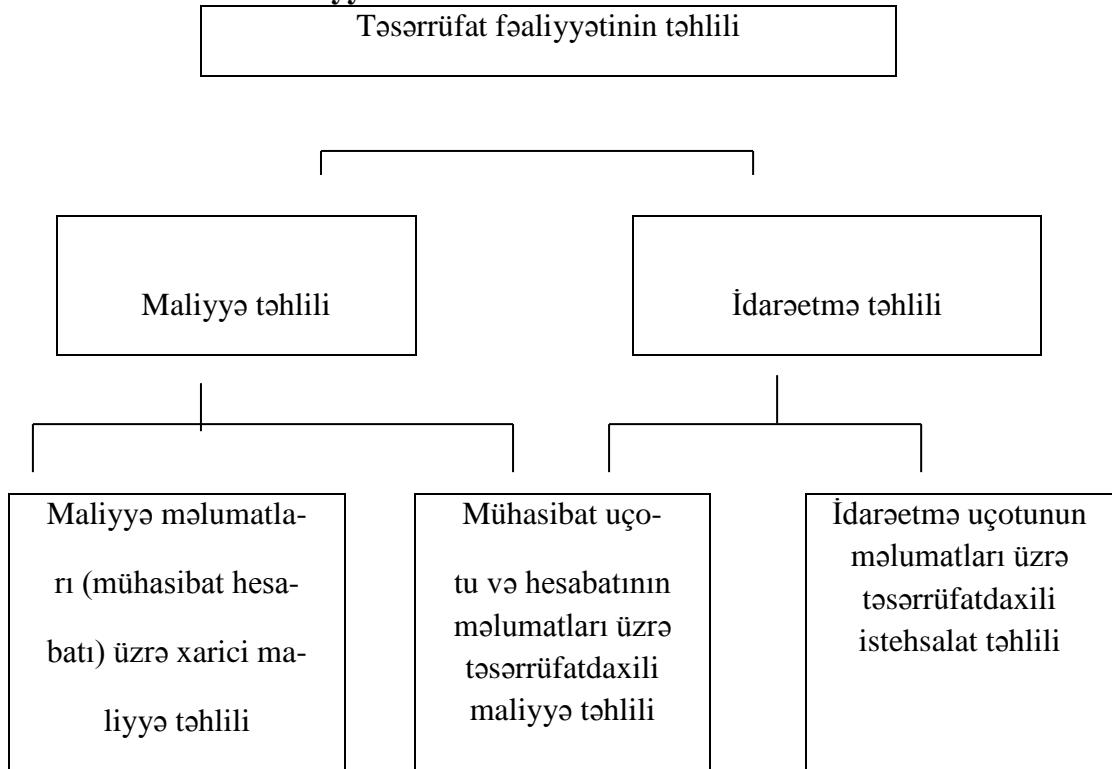 Təsərrüfat fəaliyyətinin təhlili
Maliyyə təhlili
İdarəetmə təhlili
Maliyyə məlumatla-
rı (mühasibat hesa-
batı) üzrə xarici ma-
liyyə təhlili
Mühasibat uço-
tu və hesabatının
məlumatları üzrə
təsərrüfatdaxili
maliyyə təhlili
İdarəetmə uçotunun
məlumatları üzrə
təsərrüfatdaxili
istehsalat təhlili